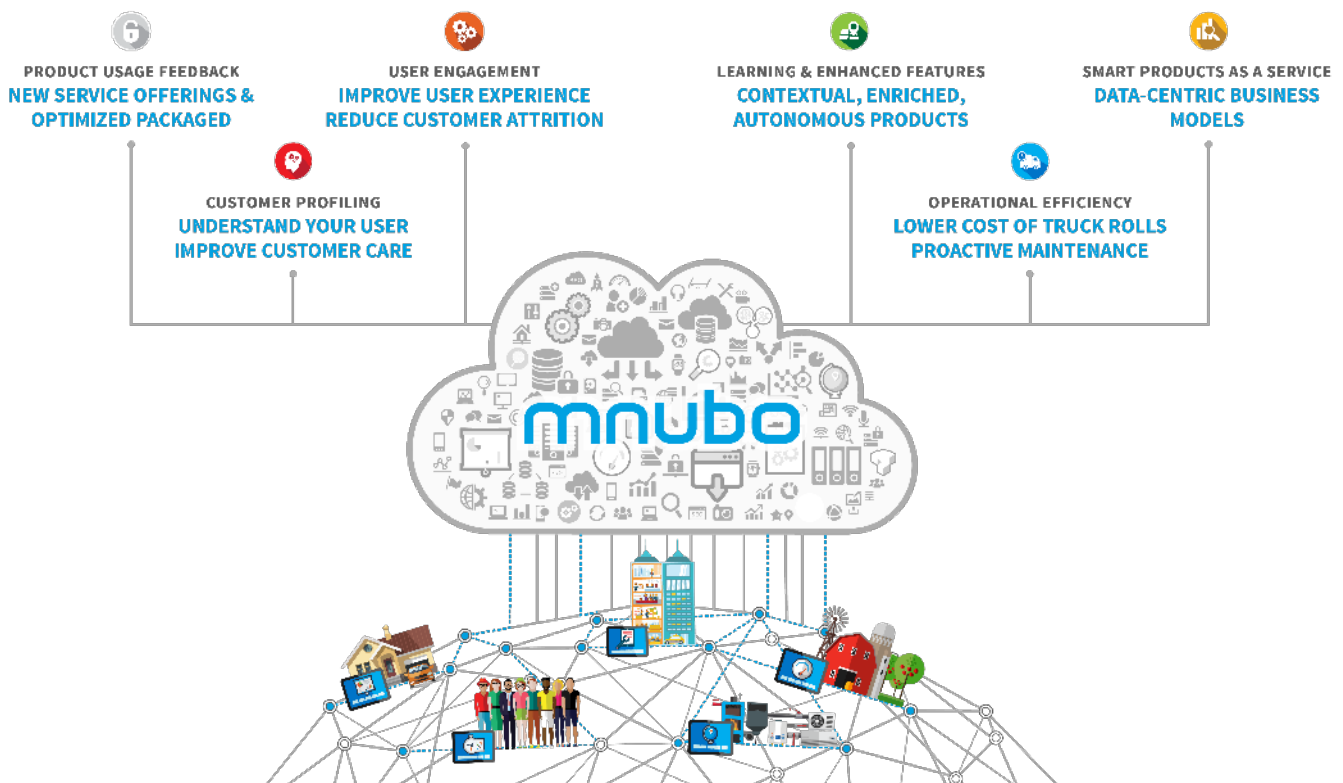 PRODUCT USAGE FEEDBACK
NEW SERVICE OFFERINGS &
OPTIMIZED PACKAGED
USER ENGAGEMENT
IMPROVE USER EXPERIENCE
REDUCE CUSTOMER ATTRITION
LEARNING & ENHANCED FEATURES
CONTEXTUAL, ENRICHED,
AUTONOMOUS PRODUCTS
SMART PRODUCTS AS A SERVICE
DATA-CENTRIC BUSINESS
MODELS
CUSTOMER PROFILING
UNDERSTAND YOUR USER
IMPROVE CUSTOMER CARE
OPERATIONAL EFFICIENCY
LOWER COST OF TRUCK ROLLS
PROACTIVE MAINTENANCE
mnubo